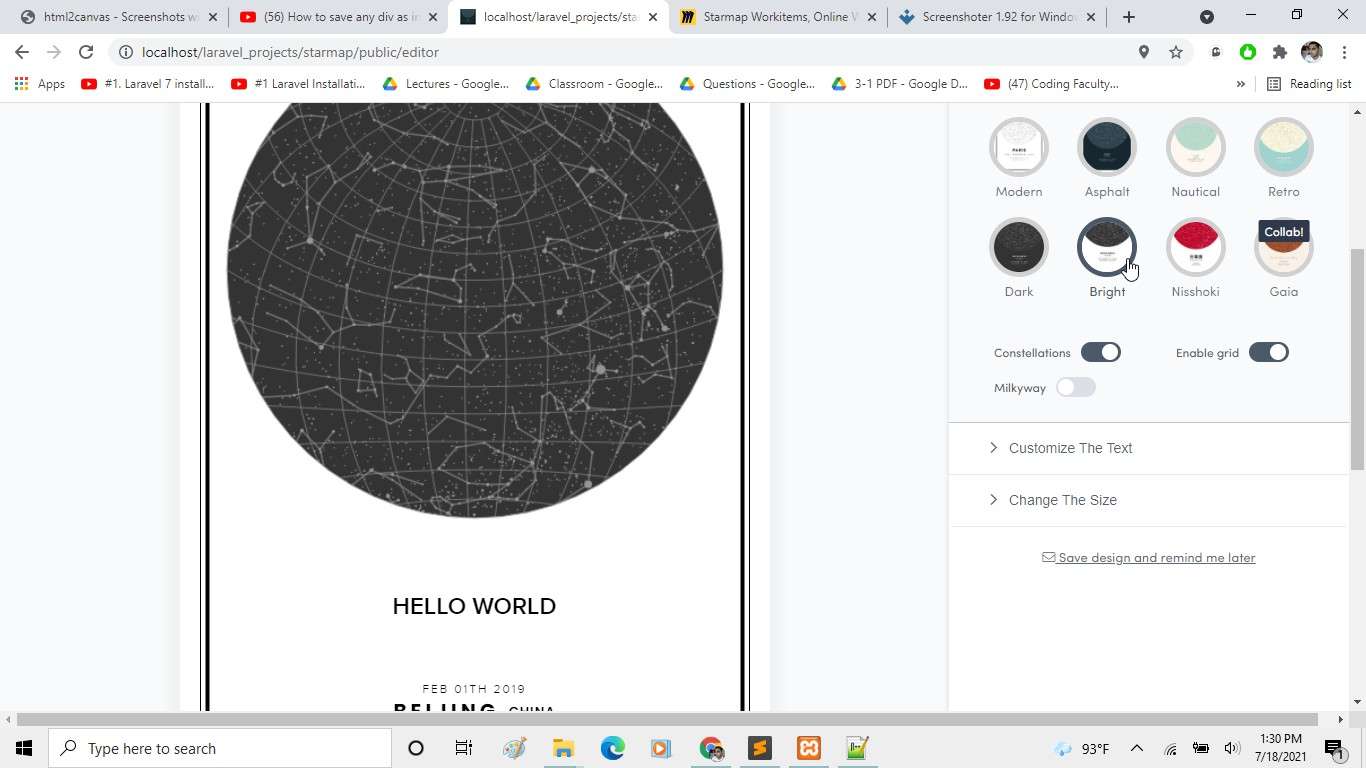 html2canvas - Screenshots w
(56) How to save any div as i
localhost/laravel_projects/sta
Starmap Workitems, Online W
Screenshoter 1.92 for Windo
localhost/laravel_projects/starmap/public/editor
Apps
#1. Laravel 7 install...
#1 Laravel Installati...
Lectures - Google...
Classroom - Google...
Questions - Google...
3-1 PDF - Google D...
(47) Coding Faculty...
»
Reading list
Modern
Asphalt
Nautical
Retro
Collab!
Dark
Bright
Nisshoki
Gaia
Constellations
Enable grid
Milkyway
Customize The Text
Change The Size
Save design and remind me later
HELLO WORLD
FEB 01TH 2019
BEIJING, CHINA
Type here to search
93°F
1:30 PM
7/18/2021
1